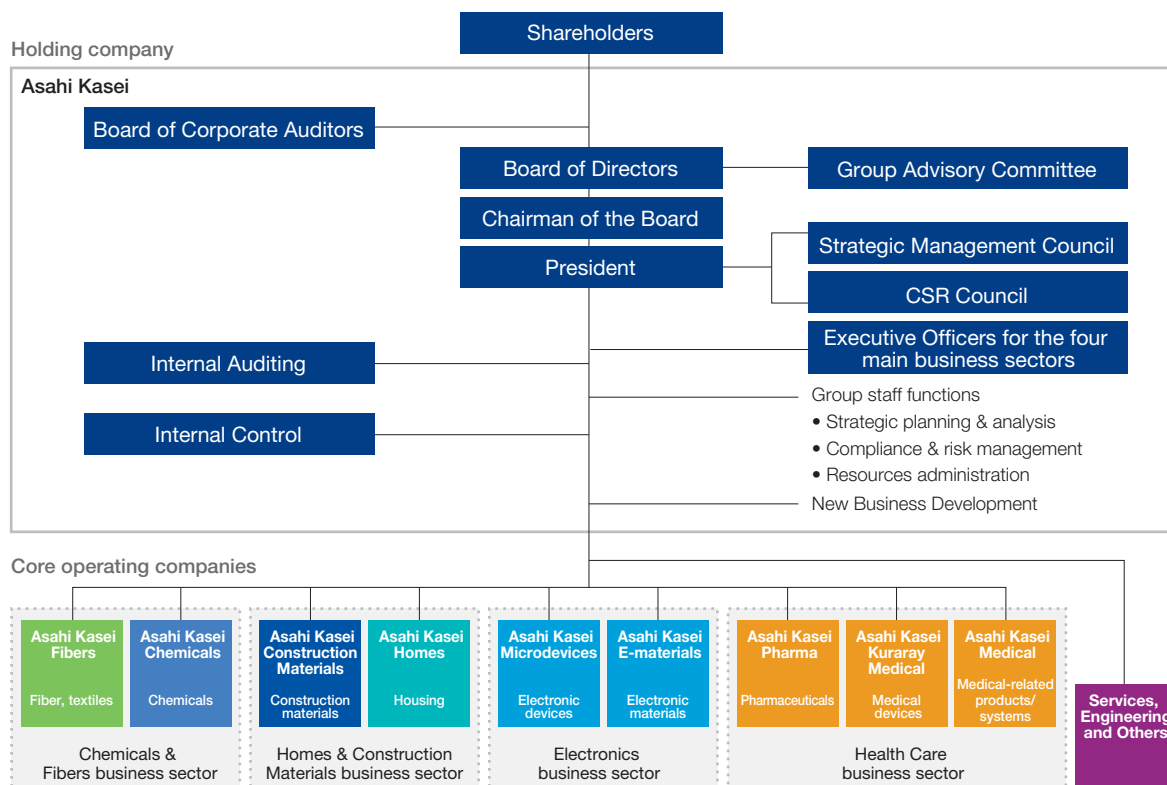 Shareholders
Holding company
Asahi Kasei
Board of Corporate Auditors
Board of Directors
Group Advisory Committee
Chairman of the Board
Strategic Management Council
President
CSR Council
Executive Officers for the four
main business sectors
Internal Auditing
Group staff functions
• Strategic planning & analysis
Internal Control
• Compliance & risk management
• Resources administration
New Business Development
Core operating companies
Asahi Kasei
Fibers
Fiber, textiles
Asahi Kasei
Chemicals
Chemicals
Chemicals &
Fibers business sector
Asahi Kasei
Construction
Materials
Construction
materials
Asahi Kasei
Homes
Housing
Homes & Construction
Materials business sector
Asahi Kasei
Microdevices
Electronic
devices
Asahi Kasei
E-materials
Electronic
materials
Electronics
business sector
Asahi Kasei
Pharma
Pharmaceuticals
Asahi Kasei
Kuraray
Medical
Medical
devices
Asahi Kasei
Medical
Medical-related
products/
systems
Health Care
business sector
Services,
Engineering
and Others